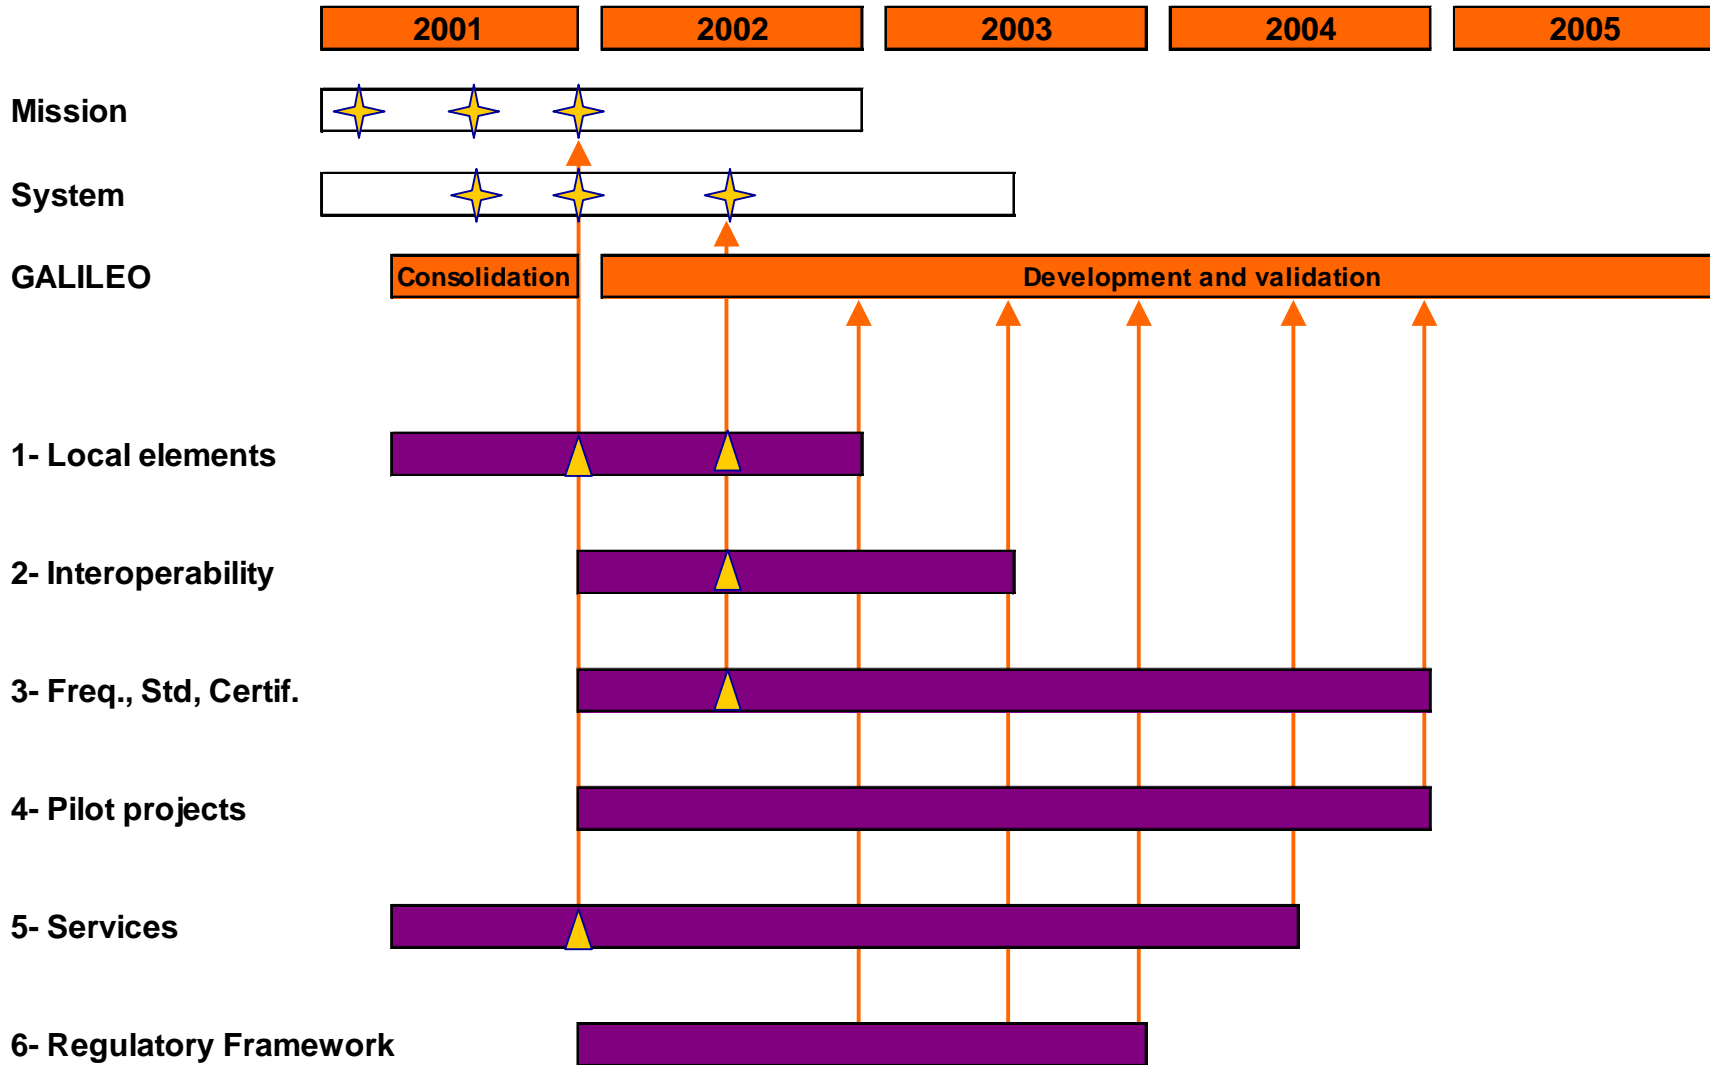 2001 2002 2003 2004 2005
Mission
System
GALILEO Consolidation Development and validation
1- Local elements
2- Interoperability
3- Freq., Std, Certif.
4- Pilot projects
5- Services
6- Regulatory Framework